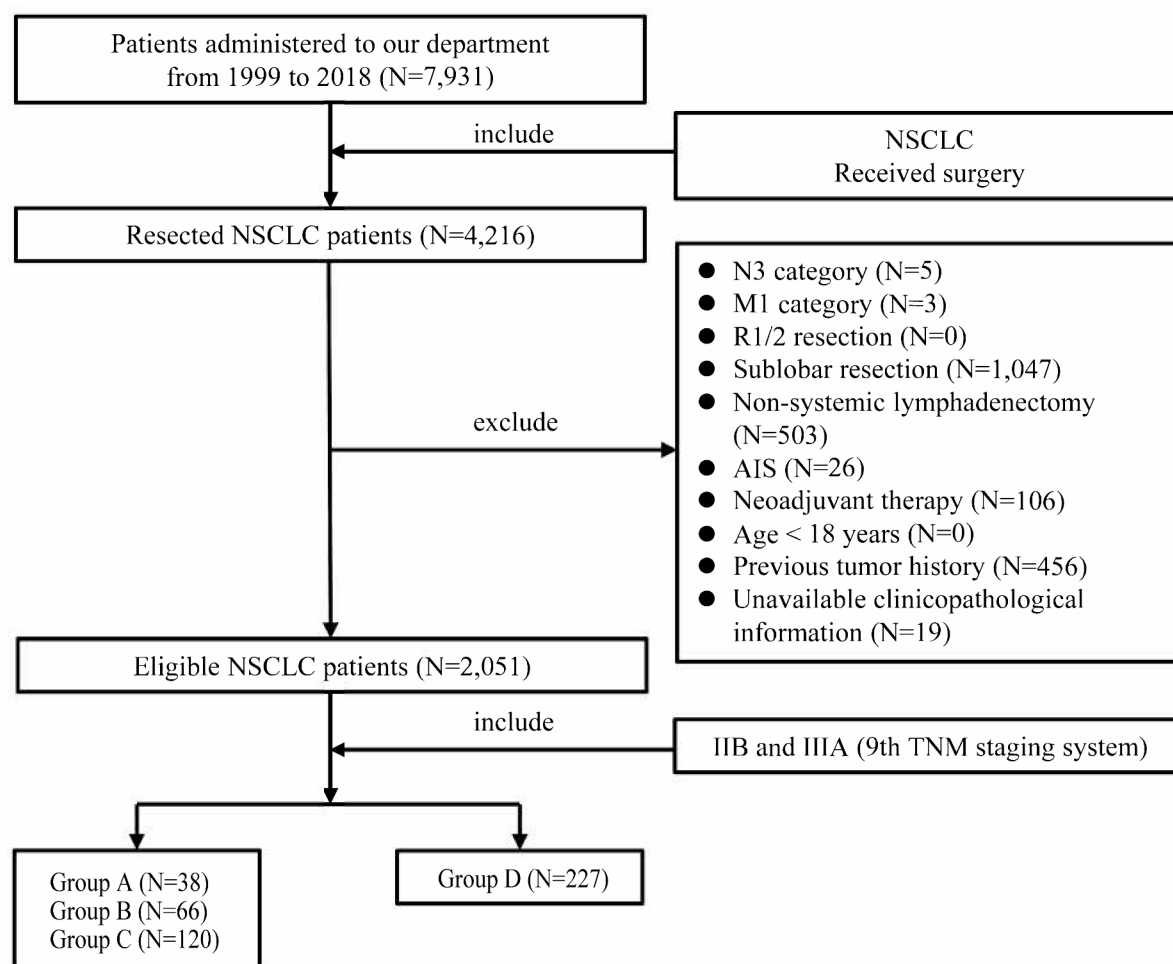 Patients administered to our department
from 1999 to 2018 (N=7,931)
include
NSCLC
Received surgery
Resected NSCLC patients (N=4,216)
● N3 category (N=5)
● M1 category (N=3)
● R1/2 resection (N=0)
● Sublobar resection (N=1,047)
● Non-systemic lymphadenectomy
(N=503)
● AIS (N=26)
● Neoadjuvant therapy (N=106)
● Age < 18 years (N=0)
● Previous tumor history (N=456)
● Unavailable clinicopathological
information (N=19)
exclude
Eligible NSCLC patients (N=2,051)
include
IIB and IIIA (9th TNM staging system)
Group A (N=38)
Group B (N=66)
Group C (N=120)
Group D (N=227)